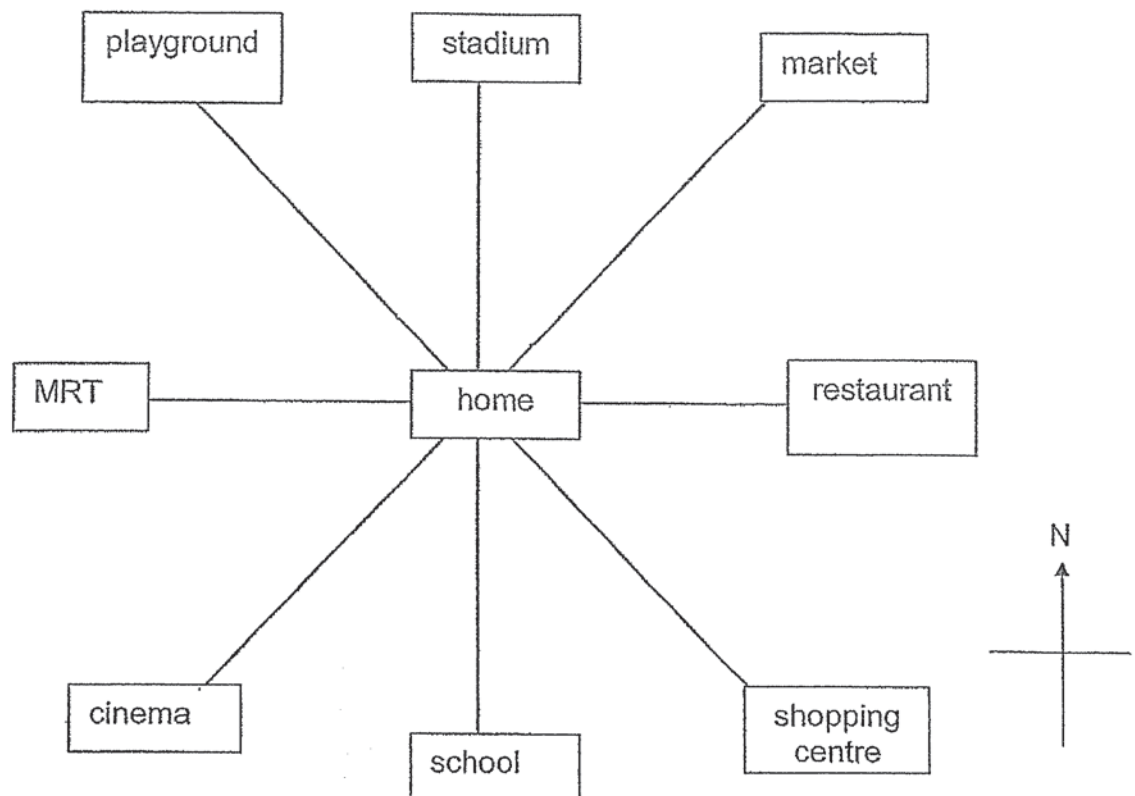 playground
stadium
market
MRT
home
restaurant
N
cinema
school
shopping
centre